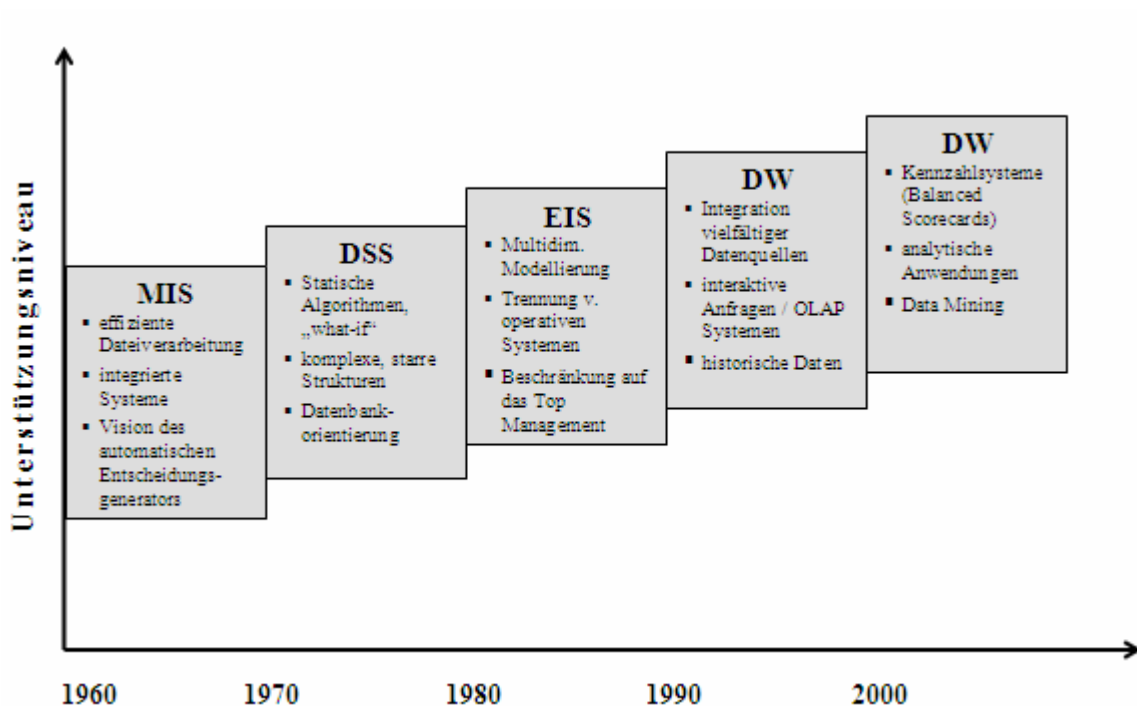 Unterstützungsniveau
MIS
▪ effiziente
Dateiverarbeitung
▪ integrierte
Systeme
▪ Vision des
automatischen
Entscheidungs-
generators
DSS
▪ Statische
Algorithmen,
„what-if“
▪ komplexe, starre
Strukturen
▪ Datenbank-
orientierung
EIS
▪ Multidim.
Modellierung
▪ Trennung v.
operativen
Systemen
▪ Beschränkung auf
das Top
Management
DW
▪ Integration
vielfältiger
Datenquellen
▪ interaktive
Anfragen / OLAP
Systemen
▪ historische Daten
DW
▪ Kennzahlsysteme
(Balanced
Scorecards)
▪ analytische
Anwendungen
▪ Data Mining
1960 1970 1980 1990 2000